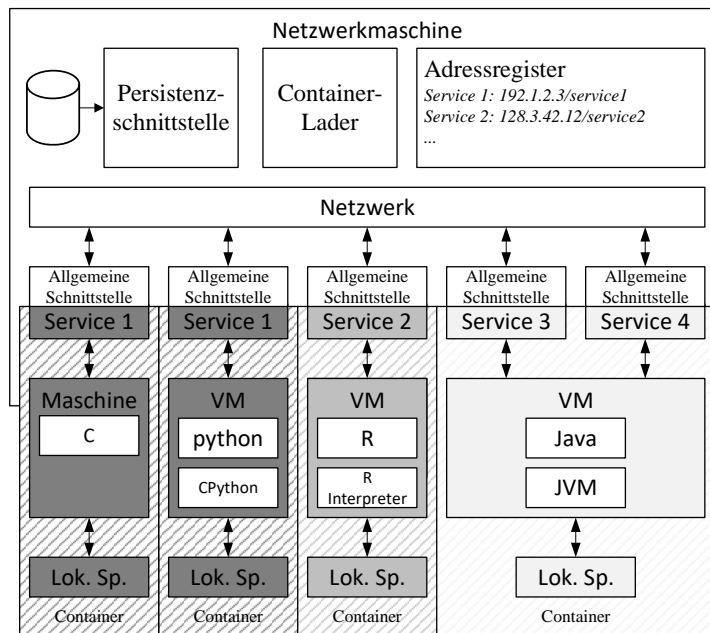 Netzwerkmaschine
Persistenz-
schnittstelle
Container-
Lader
Adressregister
Service 1: 192.1.2.3/service1
Service 2: 128.3.42.12/service2
...
Netzwerk
Allgemeine
Schnittstelle
Allgemeine
Schnittstelle
Allgemeine
Schnittstelle
Allgemeine
Schnittstelle
Allgemeine
Schnittstelle
Service 1
Service 1
Service 2
Service 3
Service 4
Maschine
C
VM
python
CPython
VM
R
R
Interpreter
VM
Java
JVM
Lok. Sp.
Lok. Sp.
Lok. Sp.
Lok. Sp.
Container
Container
Container
Container